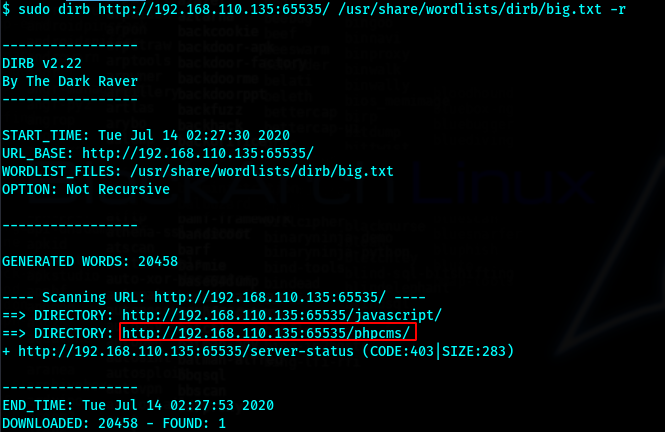 $ sudo dirb http://192.168.110.135:65535/ /usr/share/wordlists/dirb/big.txt -r
-----------------
DIRB v2.22
By The Dark Raver
-----------------
START_TIME: Tue Jul 14 02:27:30 2020
URL_BASE: http://192.168.110.135:65535/
WORDLIST_FILES: /usr/share/wordlists/dirb/big.txt
OPTION: Not Recursive
-----------------
GENERATED WORDS: 20458
---- Scanning URL: http://192.168.110.135:65535/ ----
==> DIRECTORY: http://192.168.110.135:65535/javascript/
==> DIRECTORY: http://192.168.110.135:65535/phpcms/
+ http://192.168.110.135:65535/server-status (CODE:403|SIZE:283)
-----------------
END_TIME: Tue Jul 14 02:27:53 2020
DOWNLOADED: 20458 - FOUND: 1